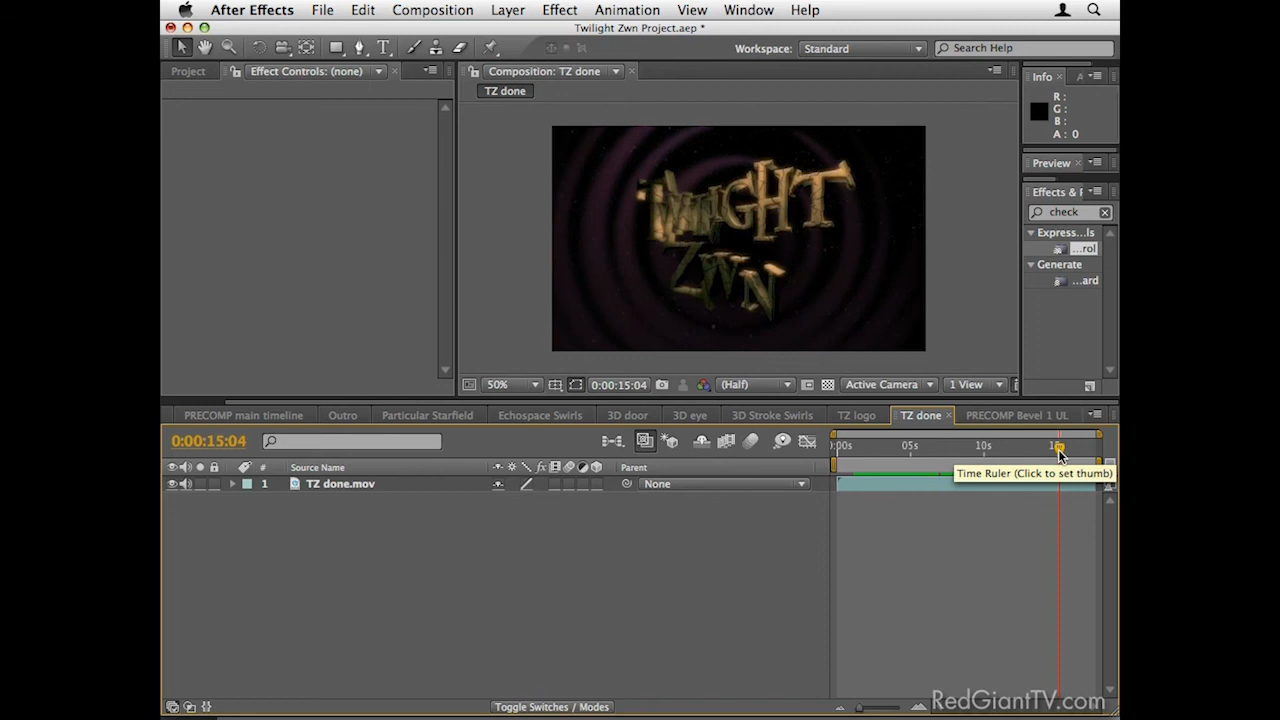 After Effects File Edit Composition Layer Effect Animation View Window Help
Twilight Zwn Project.aep *
Workspace: Standard Search Help
Project Effect Controls: (none) Composition: TZ done Info A
TZ done
R :
G :
B :
A : 0
TWILIGHT
ZWN
Preview
Effects & P
check
Express...ls
...rol
Generate
...ard
50% 0:00:15:04 (Half) Active Camera 1 View
PRECOMP main timeline Outro Particular Starfield Echospace Swirls 3D door 3D eye 3D Stroke Swirls TZ logo TZ done PRECOMP Bevel 1 UL
0:00:15:04 :00s 05s 10s
# Source Name fx Parent
Time Ruler (Click to set thumb)
1 TZ done.mov None
Toggle Switches / Modes
RedGiantTV.com